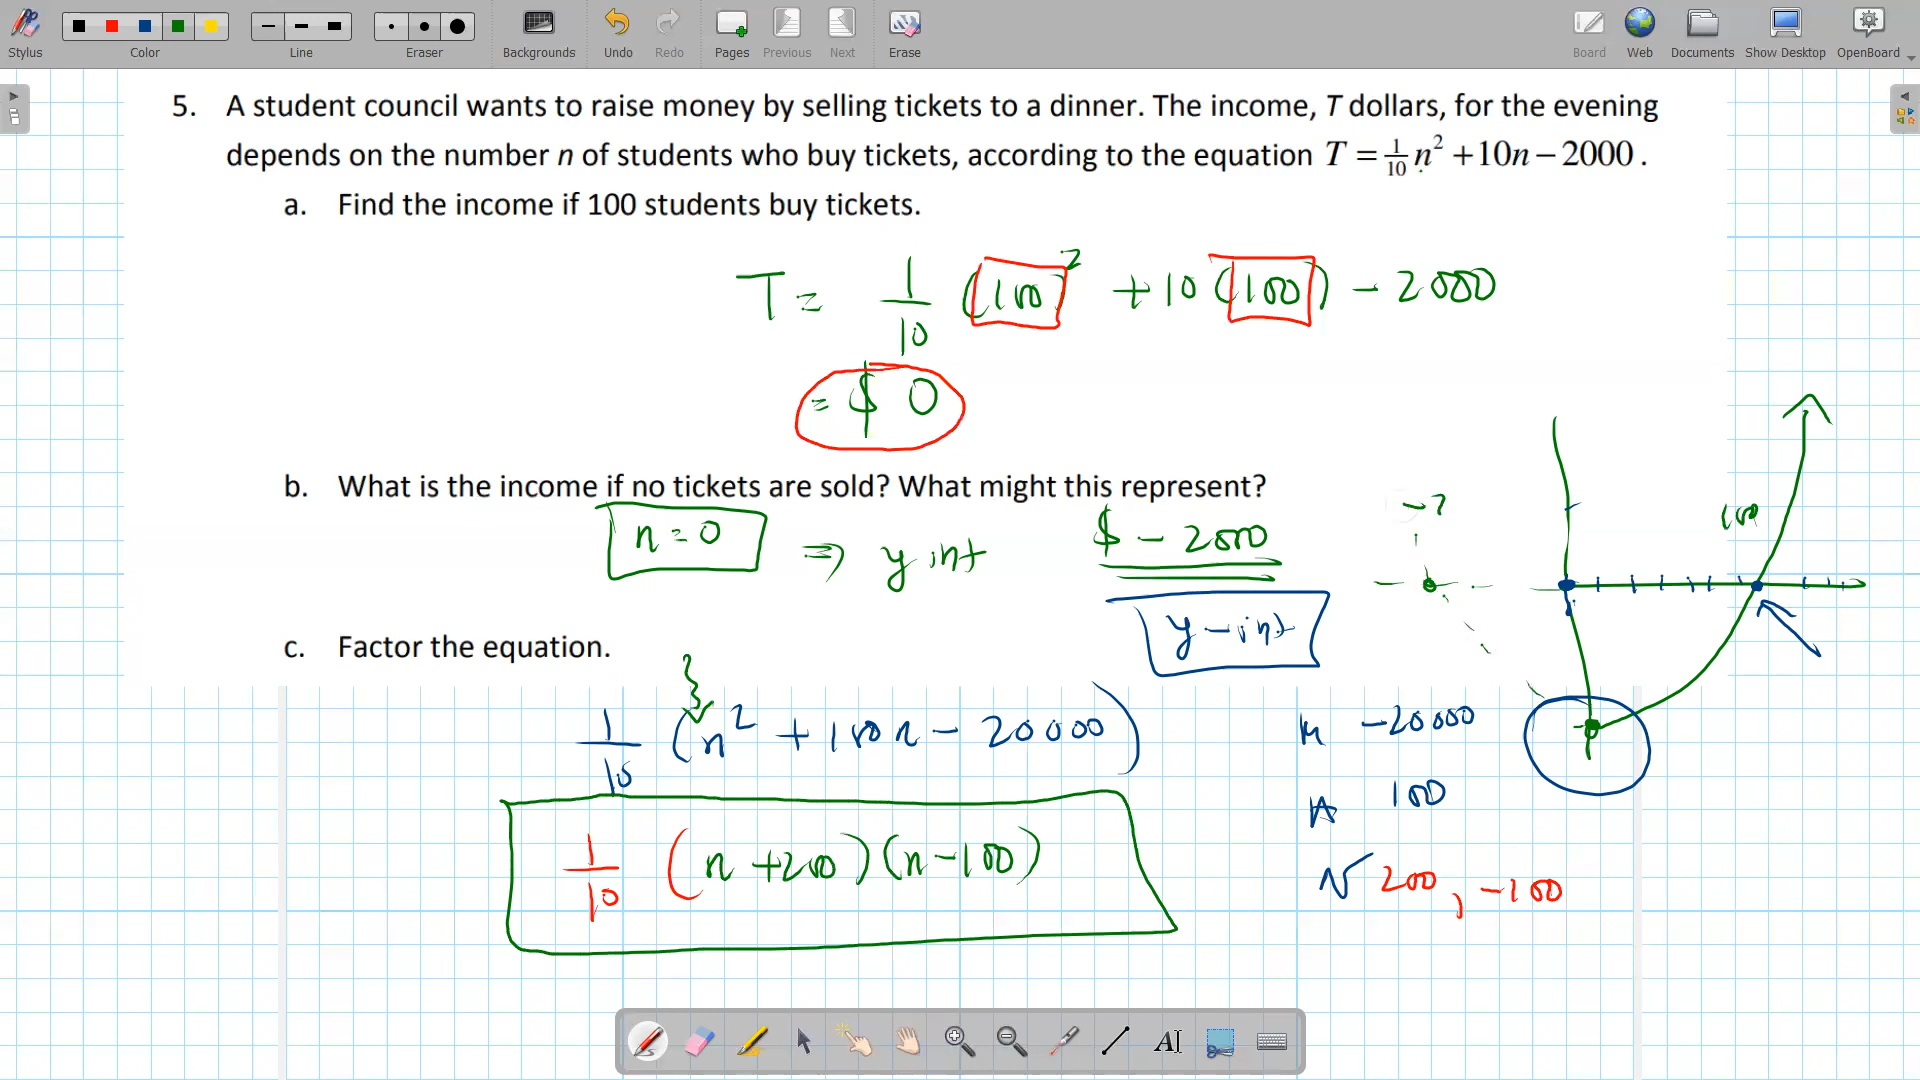 Stylus Color Line Eraser Backgrounds Undo Redo Pages Previous Next Erase Board Web Documents Show Desktop OpenBoard
5. A student council wants to raise money by selling tickets to a dinner. The income, T dollars, for the evening
depends on the number n of students who buy tickets, according to the equation T = 1/10 n² + 10n − 2000 .
a. Find the income if 100 students buy tickets.
T = 1/10 (100)² + 10 (100) − 2000
= $ 0
b. What is the income if no tickets are sold? What might this represent?
n = 0 ⇒ y int $ − 2000
100
y − int
c. Factor the equation.
1/10 (n² + 100n − 20000)
M −20000
A 100
1/10 (n + 200)(n − 100)
N 200, −100